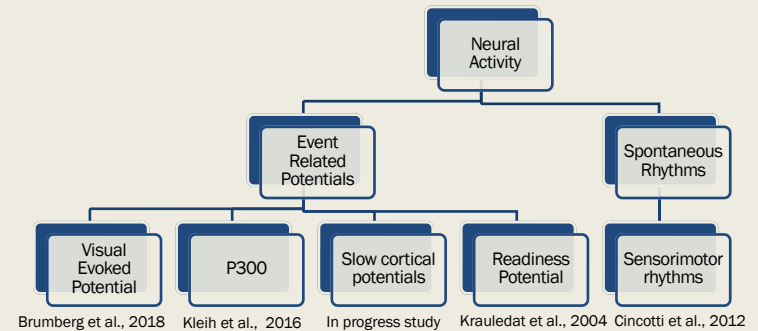 Neural
Activity
Event
Related
Potentials
Spontaneous
Rhythms
Visual
Evoked
Potential
P300
Slow cortical
potentials
Readiness
Potential
Sensorimotor
rhythms
Brumberg et al., 2018
Kleih et al., 2016
In progress study
Krauledat et al., 2004
Cincotti et al., 2012